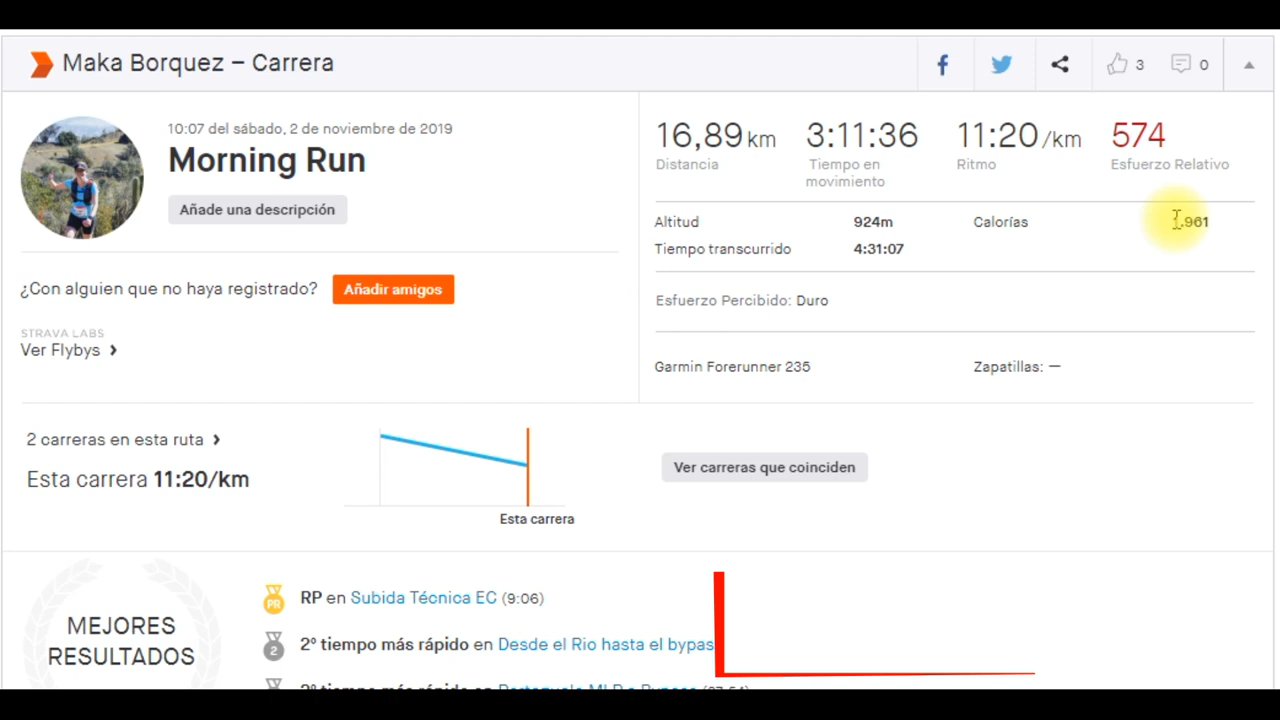 Maka Borquez – Carrera
3 0
10:07 del sábado, 2 de noviembre de 2019
Morning Run
Añade una descripción
¿Con alguien que no haya registrado? Añadir amigos
STRAVA LABS
Ver Flybys
16,89 km 3:11:36 11:20 /km 574
Distancia Tiempo en movimiento Ritmo Esfuerzo Relativo
Altitud 924m Calorías .961
Tiempo transcurrido 4:31:07
Esfuerzo Percibido: Duro
Garmin Forerunner 235 Zapatillas: —
2 carreras en esta ruta
Esta carrera 11:20/km
Esta carrera
Ver carreras que coinciden
MEJORES
RESULTADOS
PR RP en Subida Técnica EC (9:06)
2 2º tiempo más rápido en Desde el Rio hasta el bypas